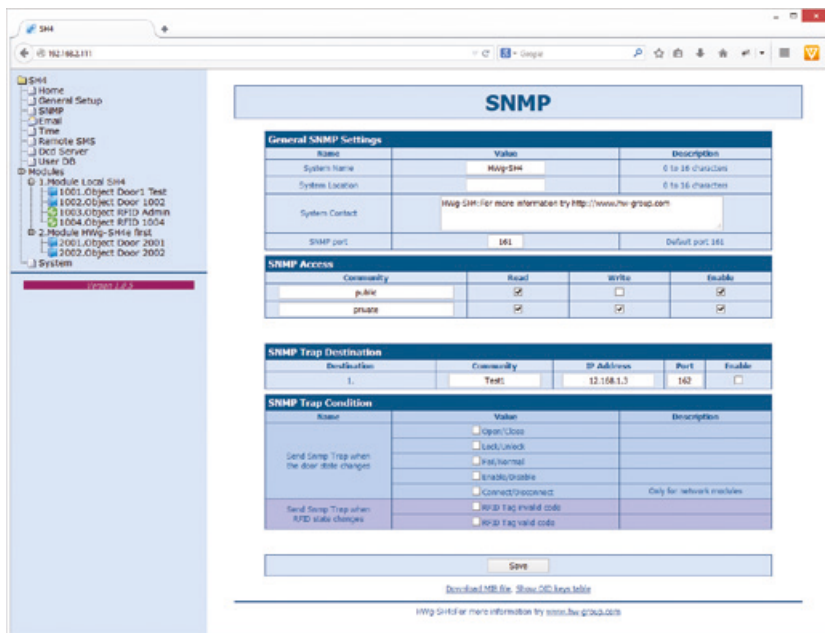 SH4
192.168.2.111
Google
SH4
Home
General Setup
SNMP
Email
Time
Remote SMS
Dcd Server
User DB
Modules
1.Module Local SH4
1001.Object Door1 Test
1002.Object Door 1002
1003.Object RFID Admin
1004.Object RFID 1004
2.Module HWg-SH4e first
2001.Object Door 2001
2002.Object Door 2002
System
SNMP
General SNMP Settings
Name Value Description
System Name HWg-SH4 0 to 16 characters
System Location 0 to 16 characters
System Contact HWg-SH4:For more information try http://www.hw-group.com
SNMP port 161 Default port 161
SNMP Access
Community Read Write Enable
public
private
SNMP Trap Destination
Destination Community IP Address Port Enable
1. Test1 12.168.1.3 162
SNMP Trap Condition
Name Value Description
Send Snmp Trap when
the door state changes
Open/Close
Lock/Unlock
Fail/Normal
Enable/Disable
Connect/Disconnect Only for network modules
Send Snmp Trap when
RFID state changes
RFID Tag invalid code
RFID Tag valid code
Save
Download MIB file, Show OID keys table
HWg-SH4:For more information try www.hw-group.com